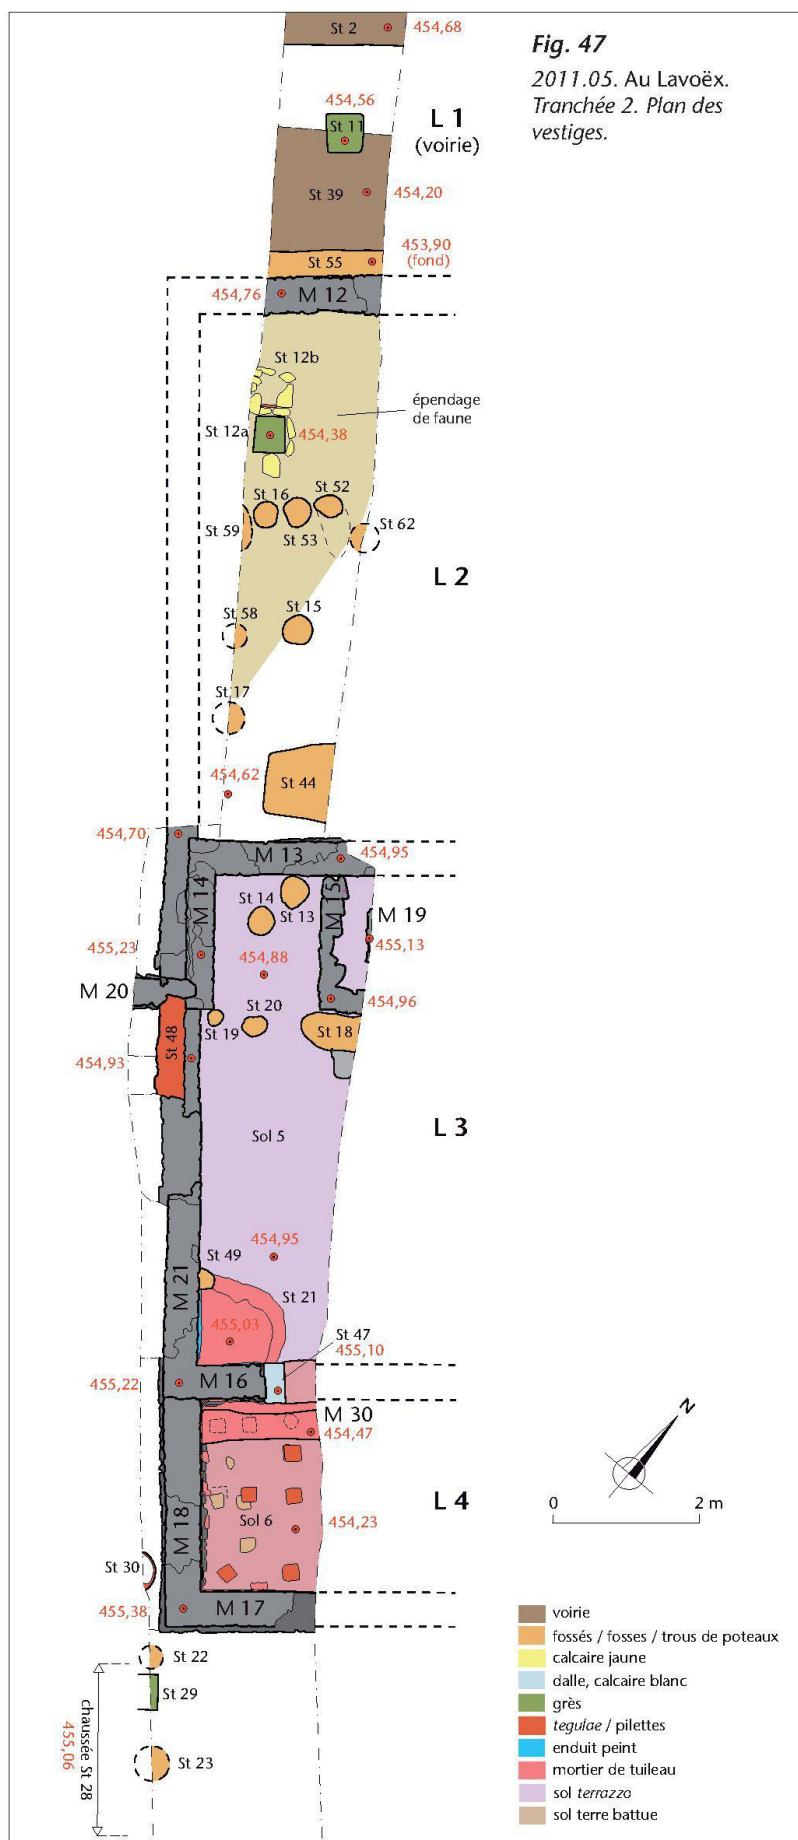 St 2
454,68
Fig. 47
2011.05. Au Lavoëx.
Tranchée 2. Plan des
vestiges.
454,56
St 11
L 1
(voirie)
St 39
454,20
453,90
(fond)
St 55
454,76
M 12
St 12b
épendage
de faune
St 12a
454,38
St 16
St 52
St 59
St 53
St 62
L 2
St 58
St 15
St 17
454,62
St 44
454,70
M 13
454,95
M 14
St 14
St 13
M 15
M 19
455,23
455,13
454,88
M 20
454,96
St 48
St 19
St 20
St 18
454,93
Sol 5
L 3
454,95
St 49
M 21
St 21
455,03
St 47
455,10
455,22
M 16
M 30
454,47
N
0
2 m
M 18
Sol 6
L 4
454,23
St 30
455,38
M 17
St 22
St 29
chaussée St 28
455,06
St 23
voirie
fossés / fosses / trous de poteaux
calcaire jaune
dalle, calcaire blanc
grès
tegulae / pilettes
enduit peint
mortier de tuileau
sol terrazzo
sol terre battue